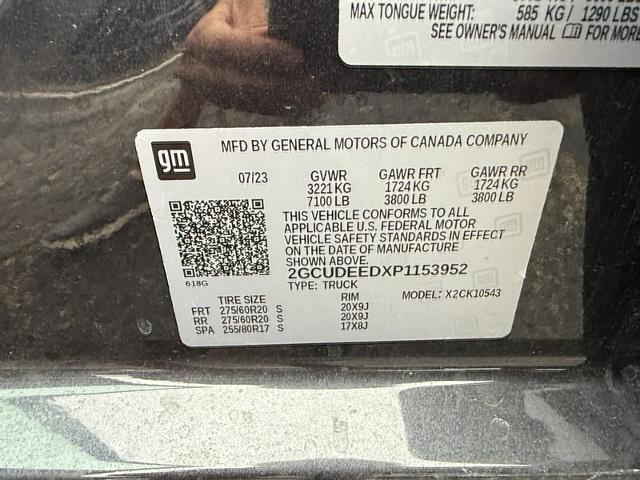 MAX TONGUE WEIGHT: 585 KG / 1290 LBS
SEE OWNER'S MANUAL FOR MORE
gm
MFD BY GENERAL MOTORS OF CANADA COMPANY
07/23 GVWR GAWR FRT GAWR RR
3221 KG 1724 KG 1724 KG
7100 LB 3800 LB 3800 LB
THIS VEHICLE CONFORMS TO ALL
APPLICABLE U.S. FEDERAL MOTOR
VEHICLE SAFETY STANDARDS IN EFFECT
ON THE DATE OF MANUFACTURE
SHOWN ABOVE.
2GCUDEEDXP1153952
618G
TYPE: TRUCK
MODEL: X2CK10543
TIRE SIZE RIM
FRT 275/60R20 S 20X9J
RR 275/60R20 S 20X9J
SPA 255/80R17 S 17X8J